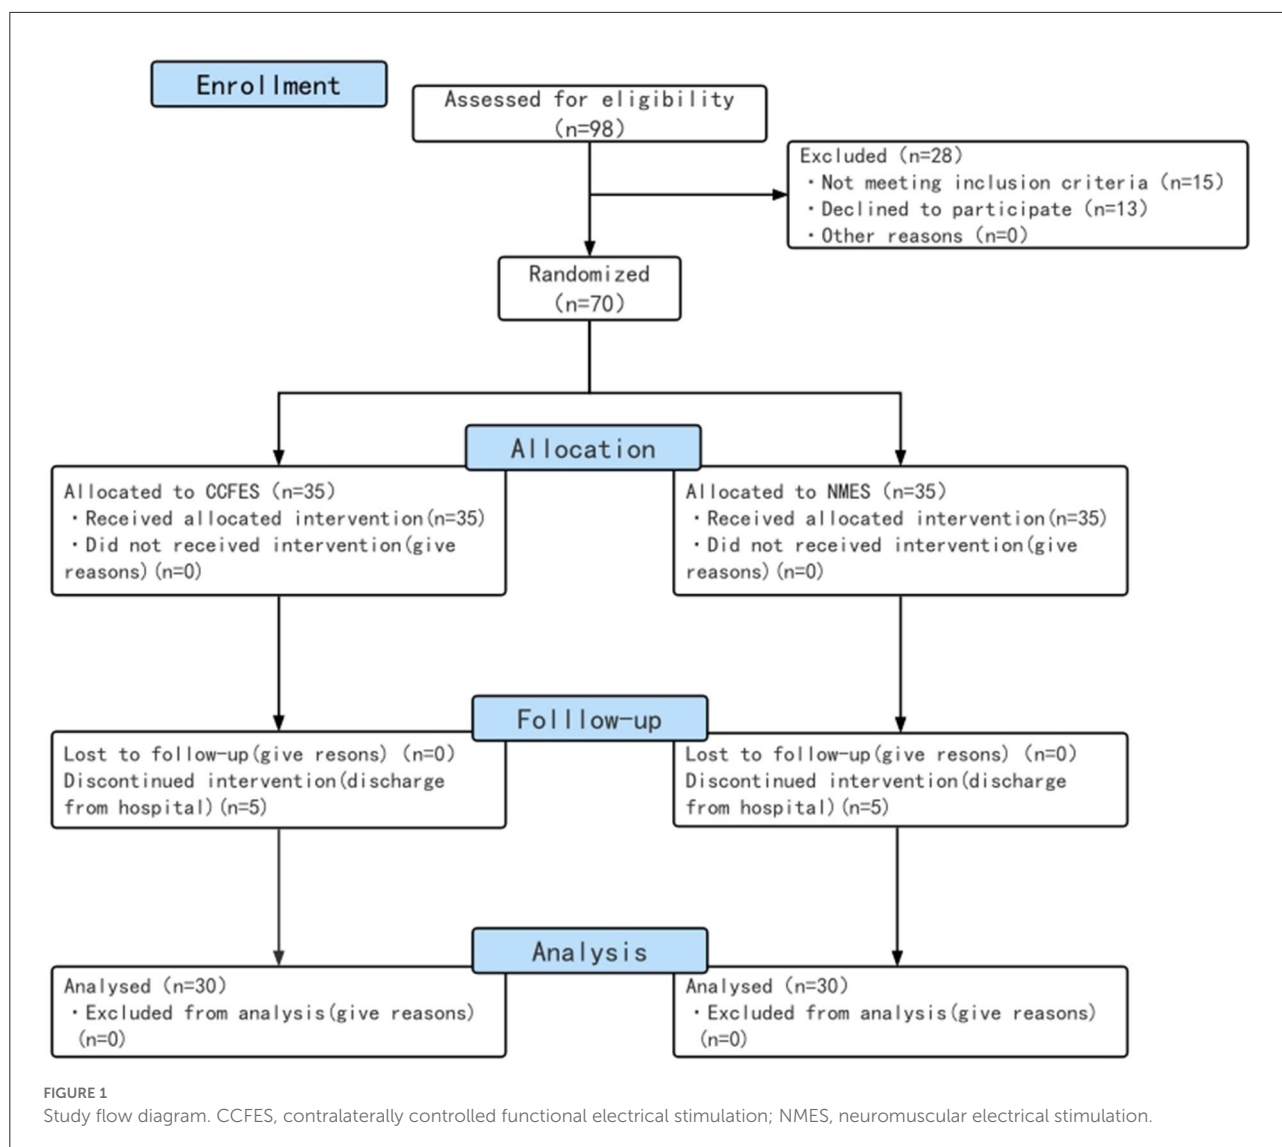 Enrollment
Assessed for eligibility
(n=98)
Excluded (n=28)
・Not meeting inclusion criteria (n=15)
・Declined to participate (n=13)
・Other reasons (n=0)
Randomized
(n=70)
Allocation
Allocated to CCFES (n=35)
・Received allocated intervention(n=35)
・Did not received intervention(give
reasons)(n=0)
Allocated to NMES (n=35)
・Received allocated intervention(n=35)
・Did not received intervention(give
reasons)(n=0)
Folllow-up
Lost to follow-up(give resons) (n=0)
Discontinued intervention(discharge
from hospital)(n=5)
Lost to follow-up(give resons) (n=0)
Discontinued intervention(discharge
from hospital)(n=5)
Analysis
Analysed (n=30)
・Excluded from analysis(give reasons)
(n=0)
Analysed (n=30)
・Excluded from analysis(give reasons)
(n=0)
FIGURE 1
Study flow diagram. CCFES, contralaterally controlled functional electrical stimulation; NMES, neuromuscular electrical stimulation.